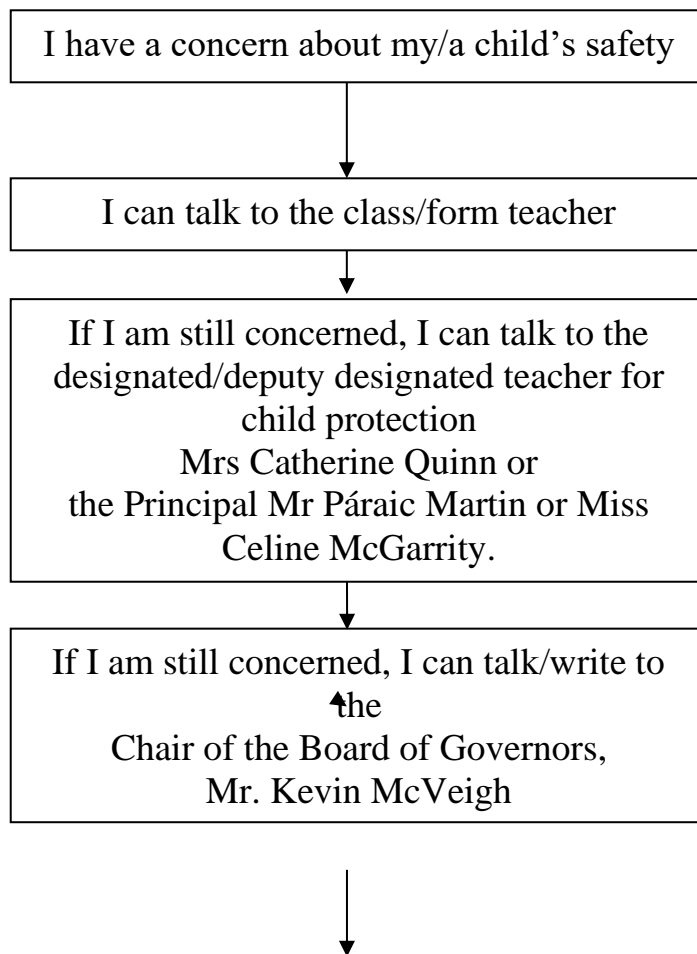 I have a concern about my/a child’s safety
I can talk to the class/form teacher
If I am still concerned, I can talk to the
designated/deputy designated teacher for
child protection
Mrs Catherine Quinn or
the Principal Mr Páraic Martin or Miss
Celine McGarrity.
If I am still concerned, I can talk/write to
the
Chair of the Board of Governors,
Mr. Kevin McVeigh